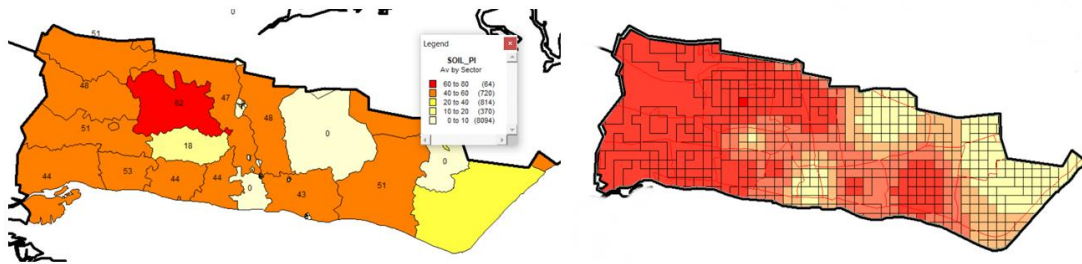 0
51
Legend
SOIL_PI
Av by Sector
60 to 80 (64)
40 to 60 (720)
20 to 40 (814)
10 to 20 (370)
0 to 10 (8094)
48
62
47
48
0
51
18
0
44
53
44
44
0
43
51
0